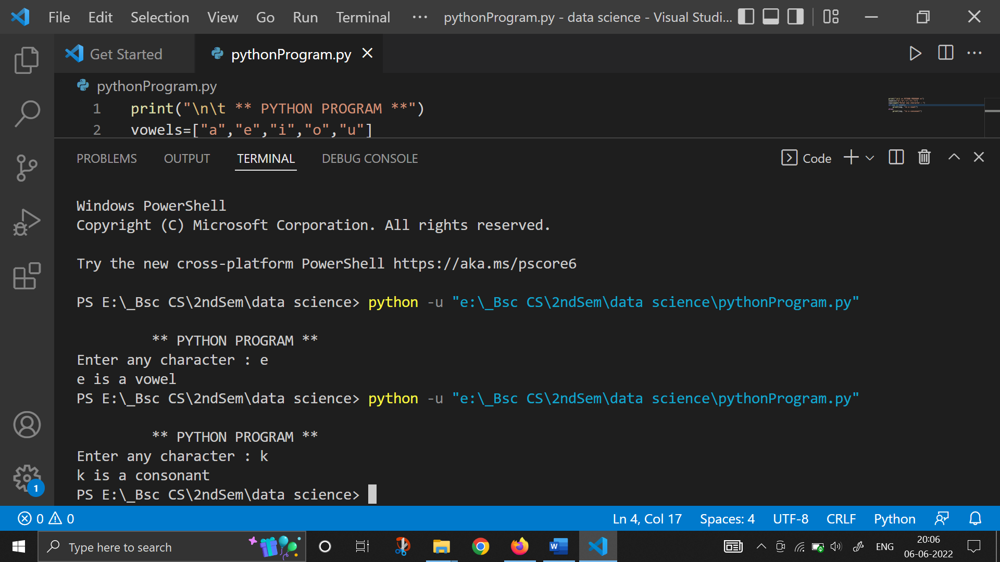 File Edit Selection View Go Run Terminal ··· pythonProgram.py - data science - Visual Studi...
Get Started pythonProgram.py
pythonProgram.py
1 print("\n\t ** PYTHON PROGRAM **")
2 vowels=["a","e","i","o","u"]
PROBLEMS OUTPUT TERMINAL DEBUG CONSOLE Code
Windows PowerShell
Copyright (C) Microsoft Corporation. All rights reserved.
Try the new cross-platform PowerShell https://aka.ms/pscore6
PS E:\_Bsc CS\2ndSem\data science> python -u "e:\_Bsc CS\2ndSem\data science\pythonProgram.py"
** PYTHON PROGRAM **
Enter any character : e
e is a vowel
PS E:\_Bsc CS\2ndSem\data science> python -u "e:\_Bsc CS\2ndSem\data science\pythonProgram.py"
** PYTHON PROGRAM **
Enter any character : k
k is a consonant
PS E:\_Bsc CS\2ndSem\data science>
1
0 0 Ln 4, Col 17 Spaces: 4 UTF-8 CRLF Python
Type here to search ENG 20:06
06-06-2022